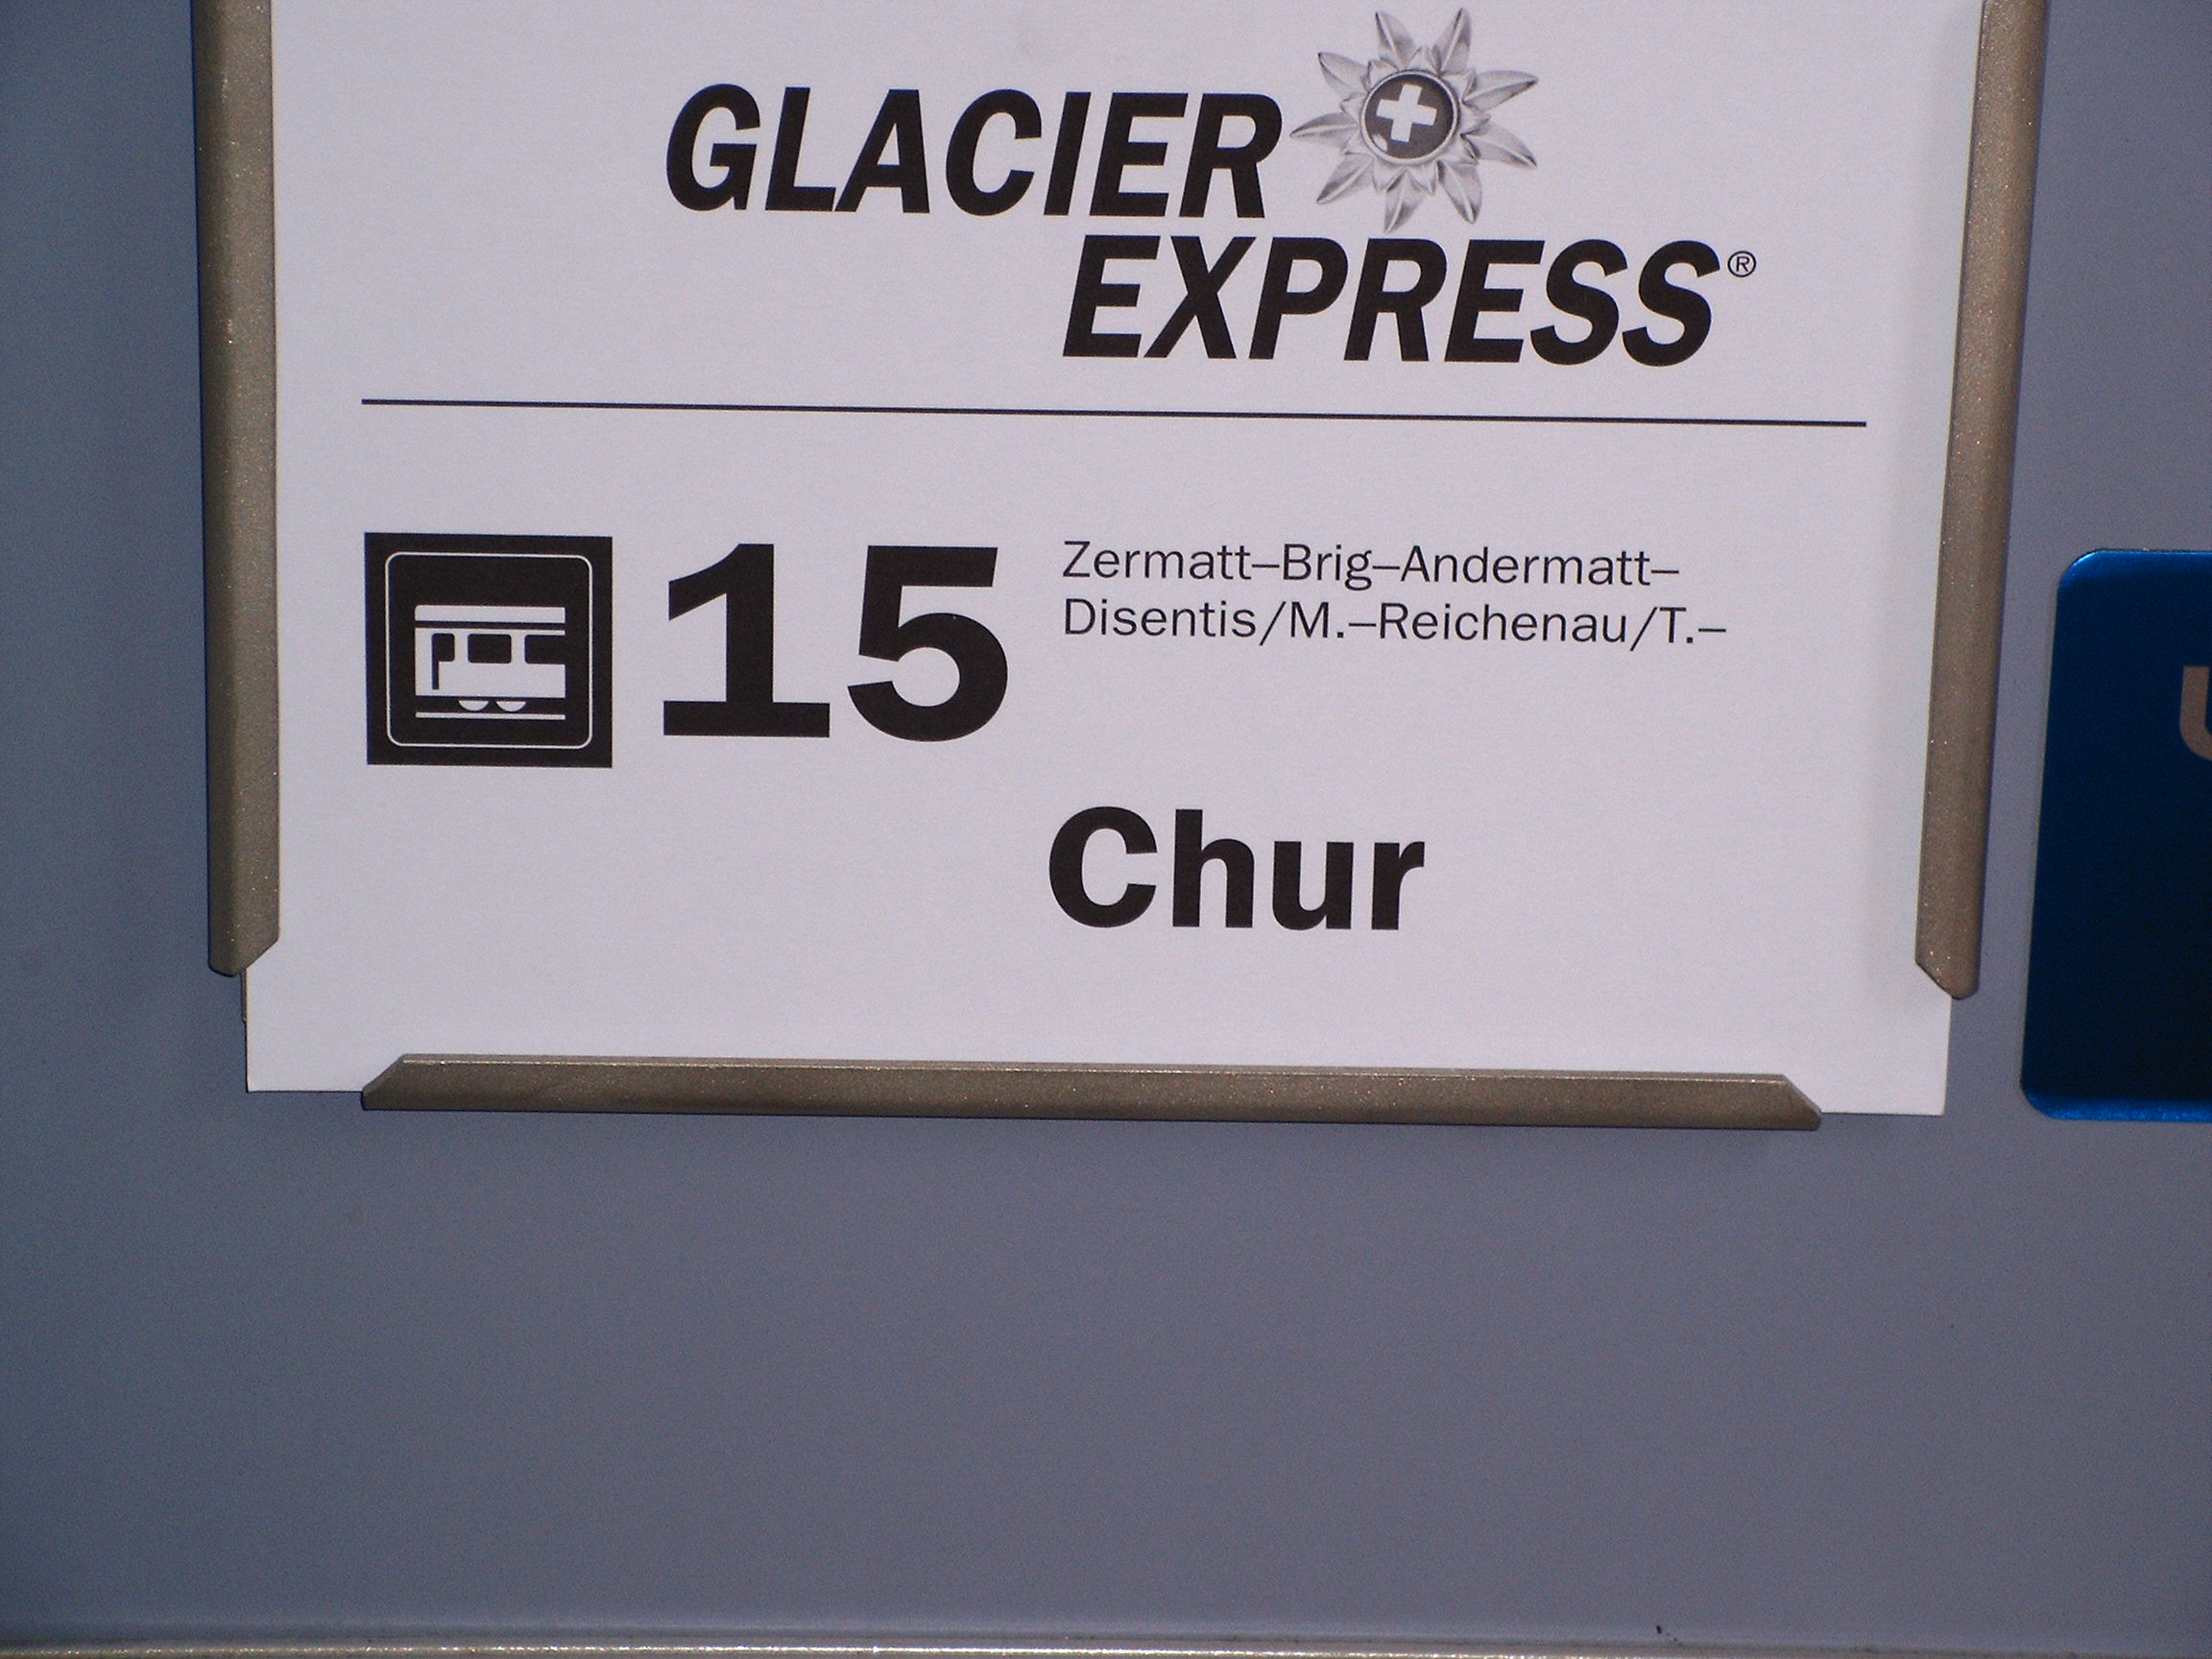 GLACIER
EXPRESS®
15
Zermatt–Brig–Andermatt–
Disentis/M.–Reichenau/T.–
Chur